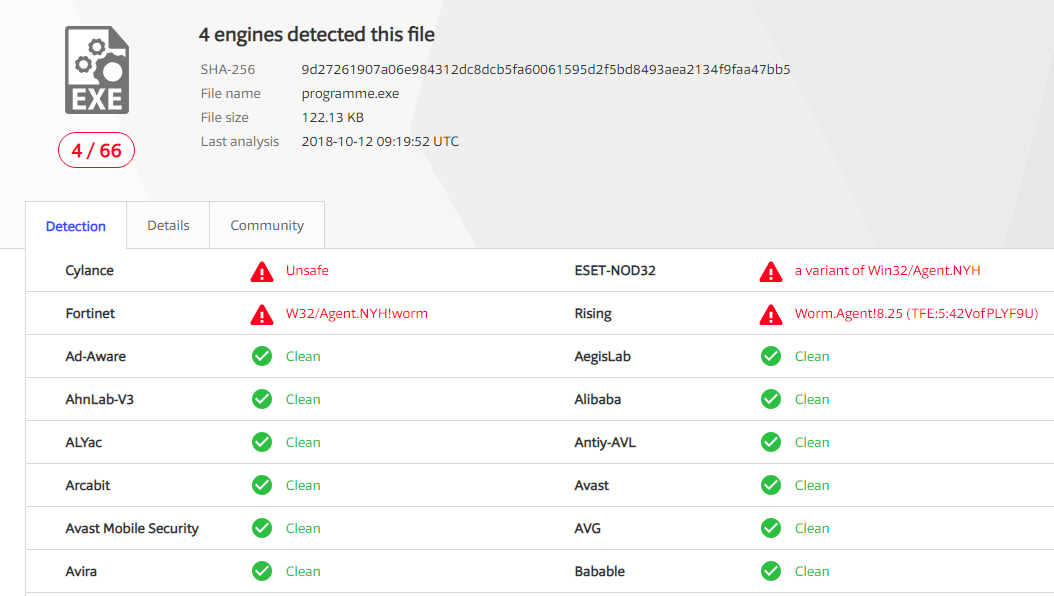 4 engines detected this file
SHA-256 9d27261907a06e984312dc8dcb5fa60061595d2f5bd8493aea2134f9faa47bb5
File name programme.exe
File size 122.13 KB
Last analysis 2018-10-12 09:19:52 UTC
EXE
4 / 66
Detection Details Community
Cylance Unsafe ESET-NOD32 a variant of Win32/Agent.NYH
Fortinet W32/Agent.NYH!worm Rising Worm.Agent!8.25 (TFE:5:42VofPLYF9U)
Ad-Aware Clean AegisLab Clean
AhnLab-V3 Clean Alibaba Clean
ALYac Clean Antiy-AVL Clean
Arcabit Clean Avast Clean
Avast Mobile Security Clean AVG Clean
Avira Clean Babable Clean